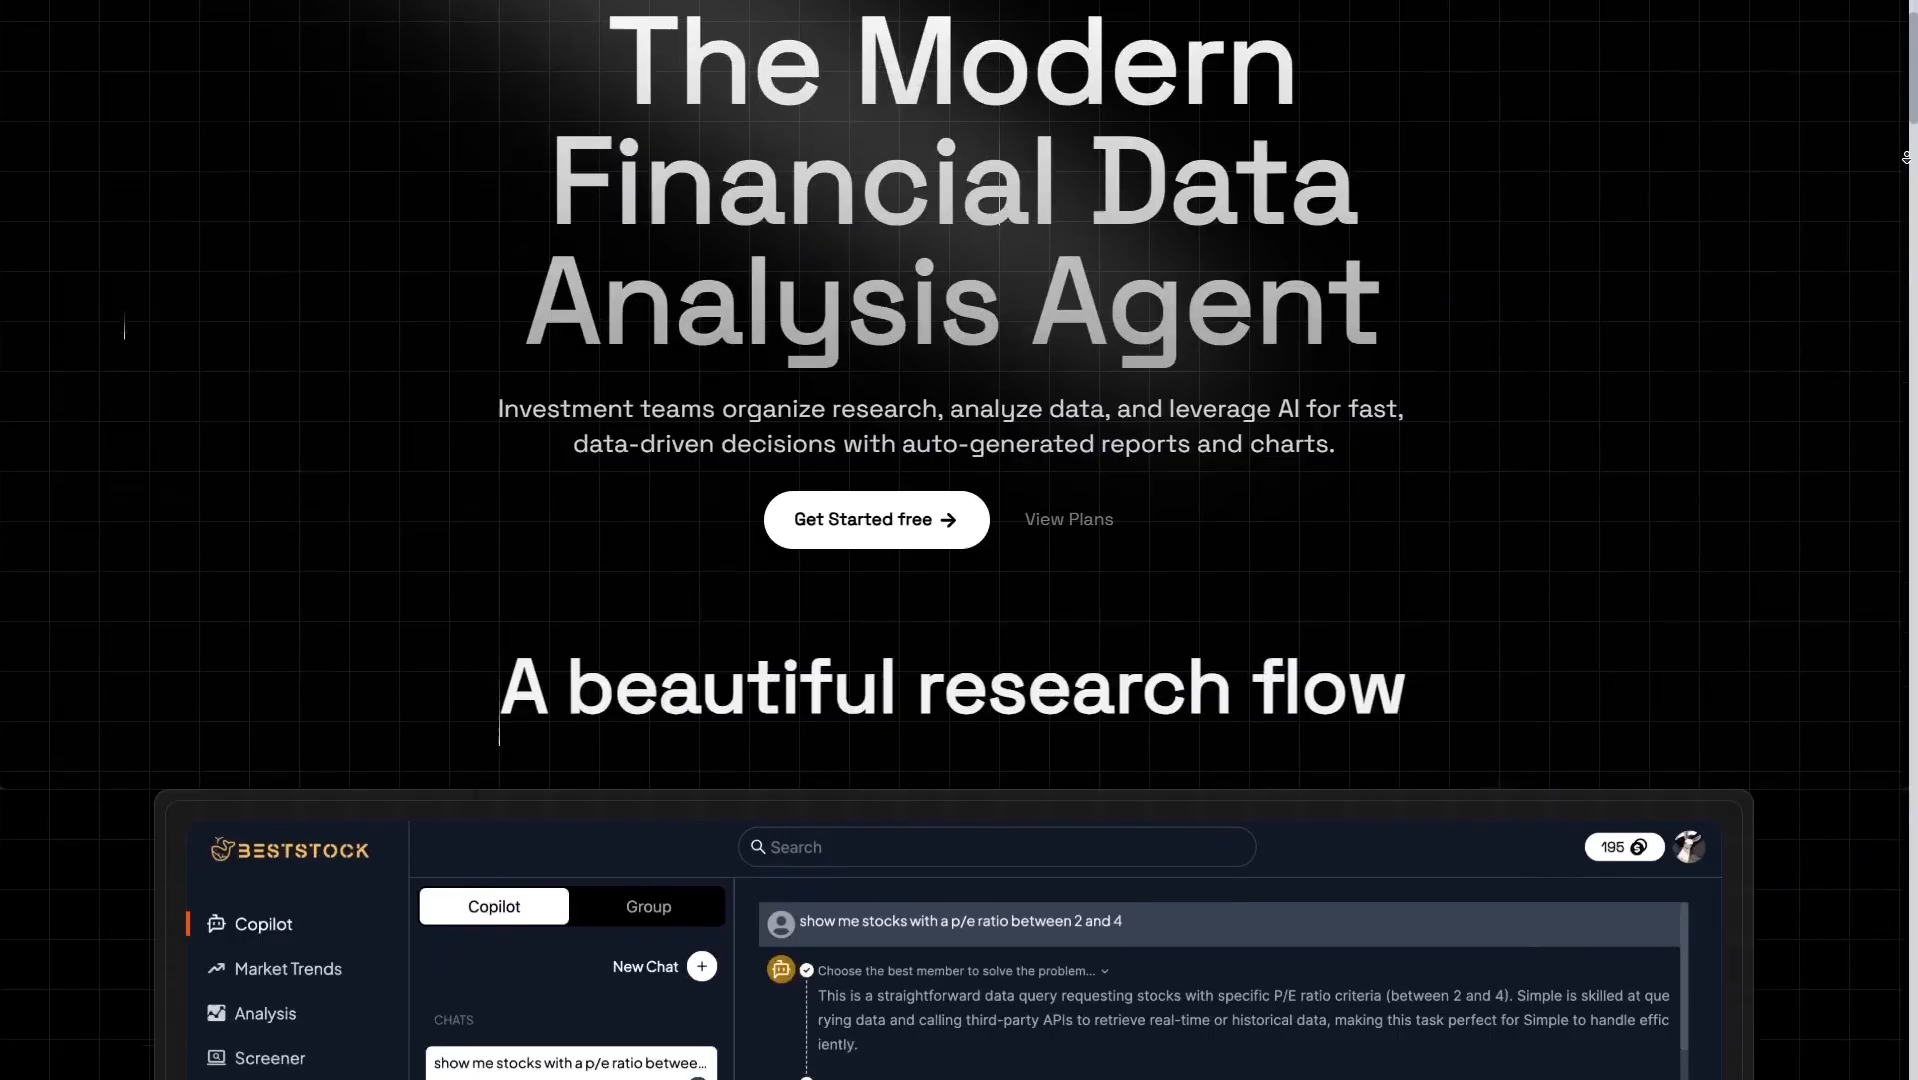 The Modern
Financial Data
Analysis Agent
Investment teams organize research, analyze data, and leverage AI for fast,
data-driven decisions with auto-generated reports and charts.
Get Started free →
View Plans
A beautiful research flow
BESTSTOCK
Search
195
Copilot
Market Trends
Analysis
Screener
Copilot
Group
New Chat +
CHATS
show me stocks with a p/e ratio betwee...
show me stocks with a p/e ratio between 2 and 4
Choose the best member to solve the problem...
This is a straightforward data query requesting stocks with specific P/E ratio criteria (between 2 and 4). Simple is skilled at que
rying data and calling third-party APIs to retrieve real-time or historical data, making this task perfect for Simple to handle effic
iently.